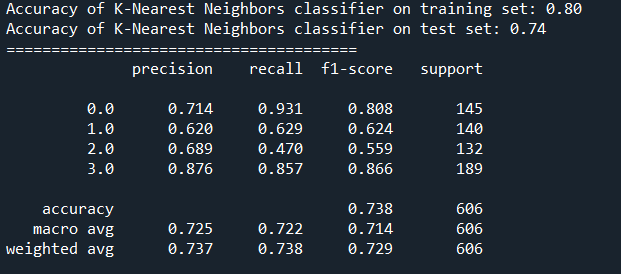 Accuracy of K-Nearest Neighbors classifier on training set: 0.80
Accuracy of K-Nearest Neighbors classifier on test set: 0.74
=======================================
precision recall f1-score support
0.0 0.714 0.931 0.808 145
1.0 0.620 0.629 0.624 140
2.0 0.689 0.470 0.559 132
3.0 0.876 0.857 0.866 189
accuracy 0.738 606
macro avg 0.725 0.722 0.714 606
weighted avg 0.737 0.738 0.729 606